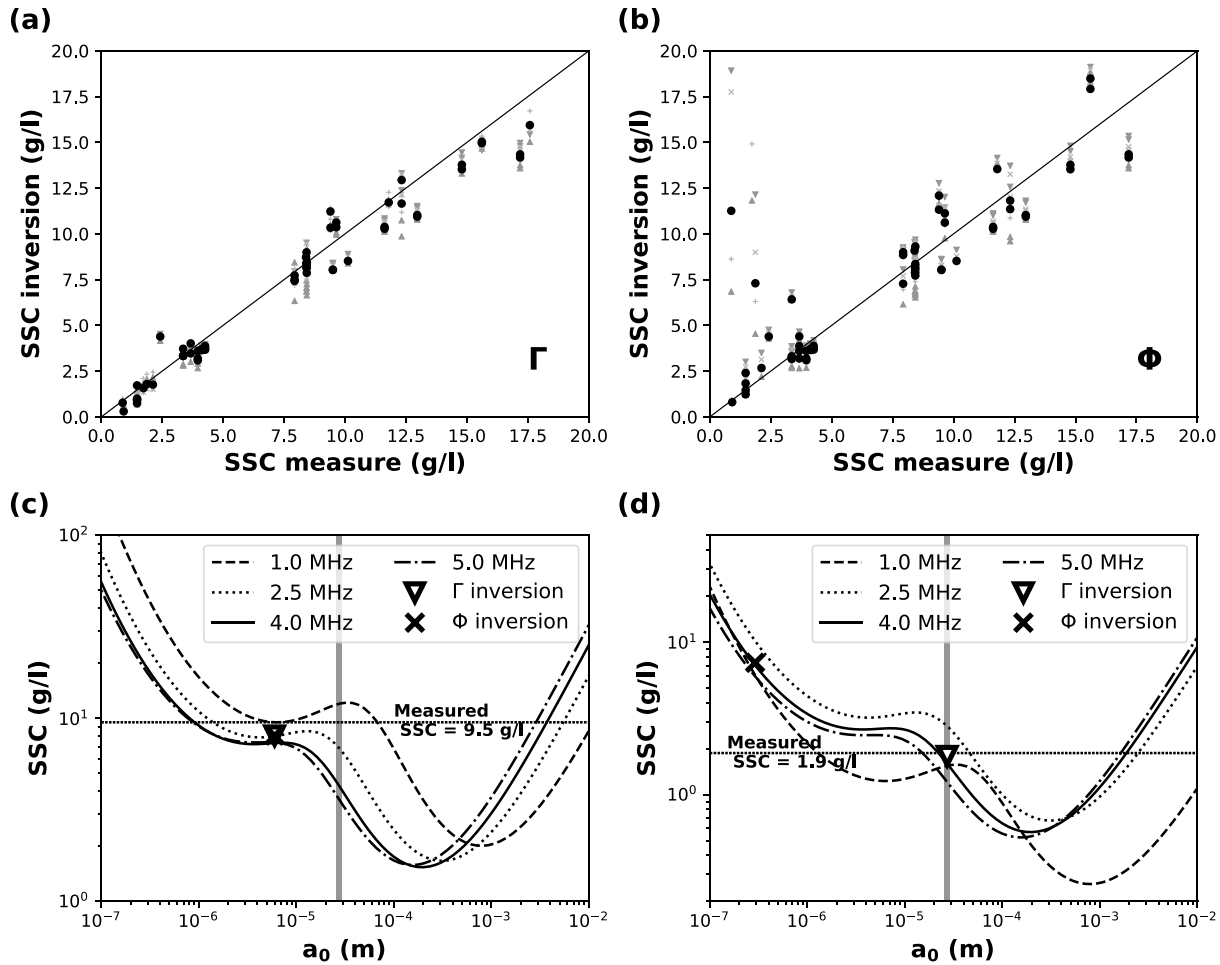 (a)
20.0
17.5
15.0
12.5
10.0
7.5
5.0
2.5
0.0
SSC inversion (g/l)
Γ
0.0 2.5 5.0 7.5 10.0 12.5 15.0 17.5 20.0
SSC measure (g/l)
(b)
20.0
17.5
15.0
12.5
10.0
7.5
5.0
2.5
0.0
SSC inversion (g/l)
Φ
0.0 2.5 5.0 7.5 10.0 12.5 15.0 17.5 20.0
SSC measure (g/l)
(c)
10²
10¹
10⁰
SSC (g/l)
1.0 MHz
2.5 MHz
4.0 MHz
5.0 MHz
Γ inversion
Φ inversion
Measured
SSC = 9.5 g/l
10⁻⁷ 10⁻⁶ 10⁻⁵ 10⁻⁴ 10⁻³ 10⁻²
a₀ (m)
(d)
10¹
10⁰
SSC (g/l)
1.0 MHz
2.5 MHz
4.0 MHz
5.0 MHz
Γ inversion
Φ inversion
Measured
SSC = 1.9 g/l
10⁻⁷ 10⁻⁶ 10⁻⁵ 10⁻⁴ 10⁻³ 10⁻²
a₀ (m)